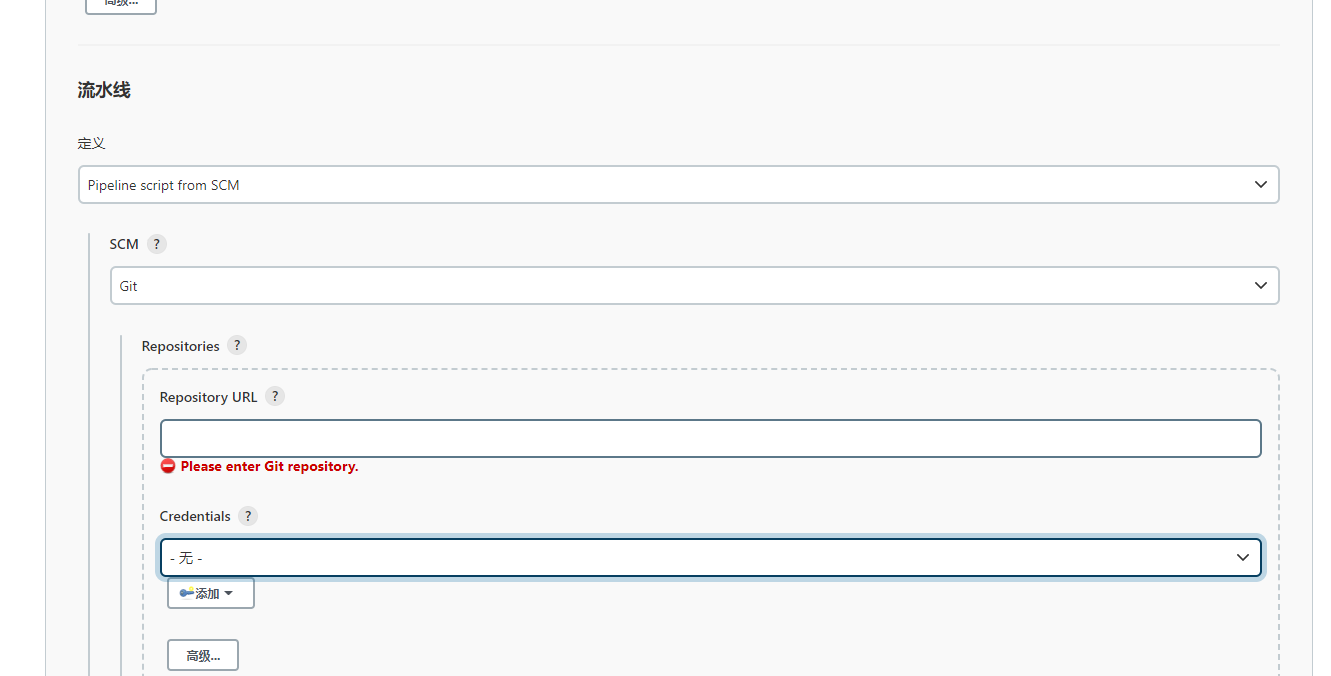 高级...
流水线
定义
Pipeline script from SCM
SCM ?
Git
Repositories ?
Repository URL ?
Please enter Git repository.
Credentials ?
- 无 -
添加
高级...